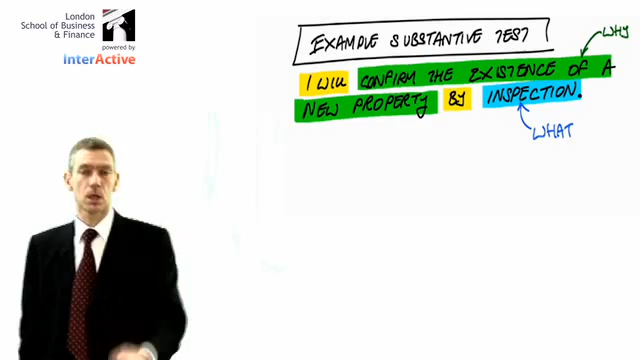 London
School of Business
& Finance
powered by
InterActive
EXAMPLE SUBSTANTIVE TEST
WHY
I WILL CONFIRM THE EXISTENCE OF A
NEW PROPERTY BY INSPECTION.
WHAT